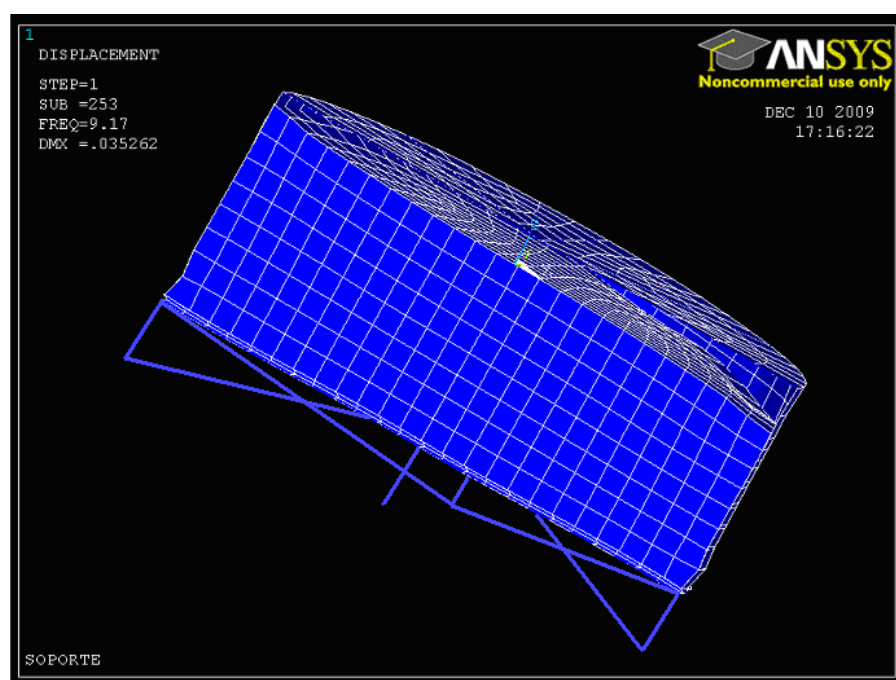 1
DISPLACEMENT
STEP=1
SUB =253
FREQ=9.17
DMX =.035262
ANSYS
Noncommercial use only
DEC 10 2009
17:16:22
SOPORTE